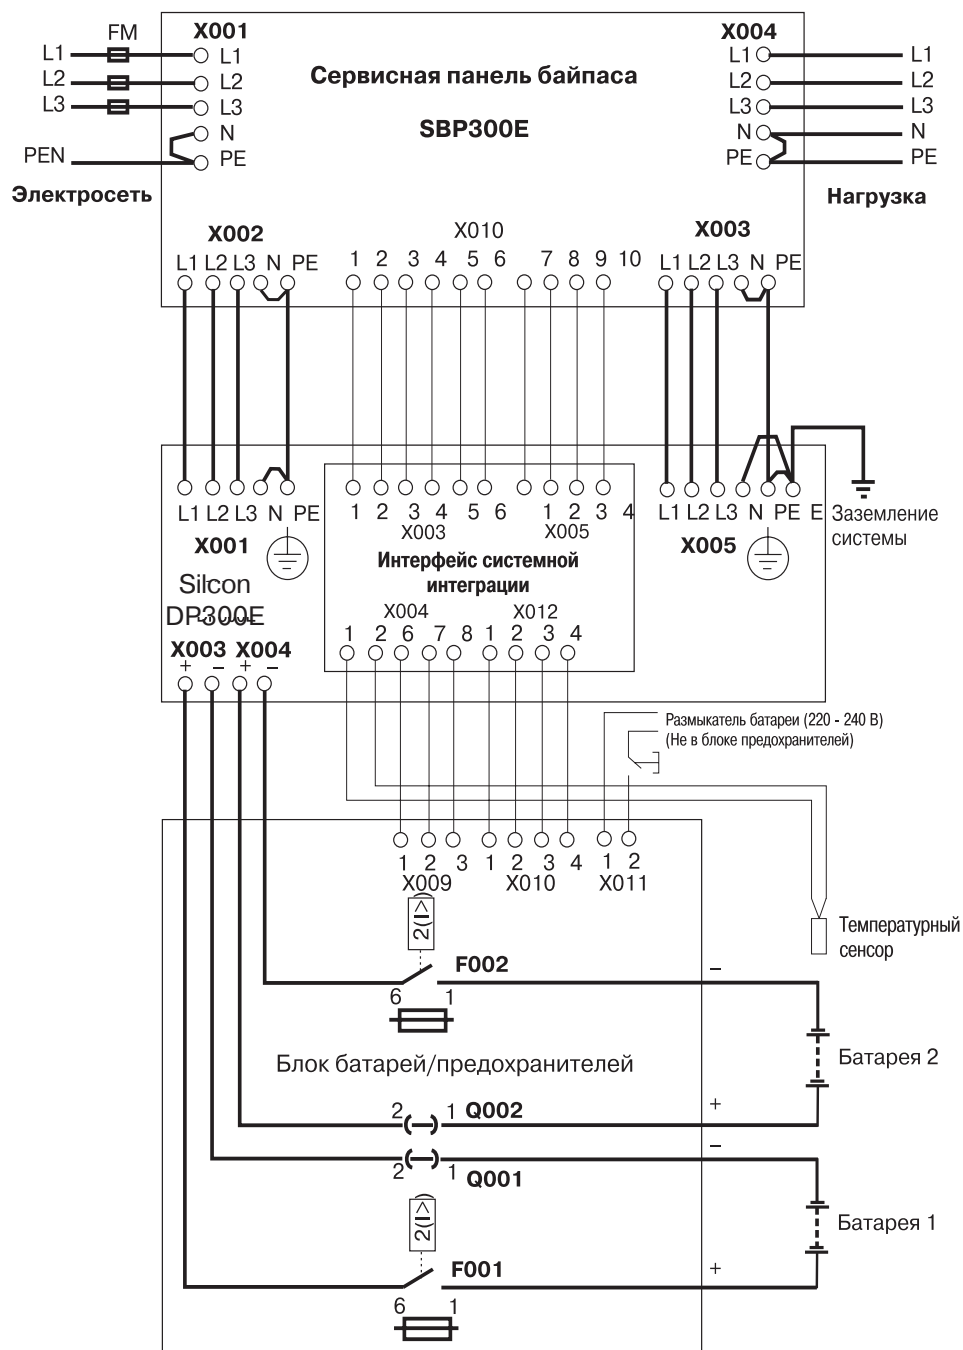 FM X001 X004
L1 L1 L1 L1
L2 L2 L2 L2
L3 L3 L3 L3
Сервисная панель байпаса
SBP300E
N N N
PEN PE PE PE
Электросеть Нагрузка
X002 X010 X003
L1 L2 L3 N PE 1 2 3 4 5 6 7 8 9 10 L1 L2 L3 N PE
L1 L2 L3 N PE 1 2 3 4 5 6 1 2 3 4 L1 L2 L3 N PE E
X003 X005
Заземление
системы
X001 X005
Интерфейс системной
интеграции
Silcon
DP300E
X004 X012
1 2 6 7 8 1 2 3 4
X003 X004
+ − + −
Размыкатель батареи (220 - 240 В)
(Не в блоке предохранителей)
1 2 3 1 2 3 4 1 2
X009 X010 X011
2(I>)
Температурный
сенсор
F002 −
6 1
Блок батарей/предохранителей
Батарея 2
2 1 Q002 +
2 1 Q001 −
2(I>)
Батарея 1
F001 +
6 1